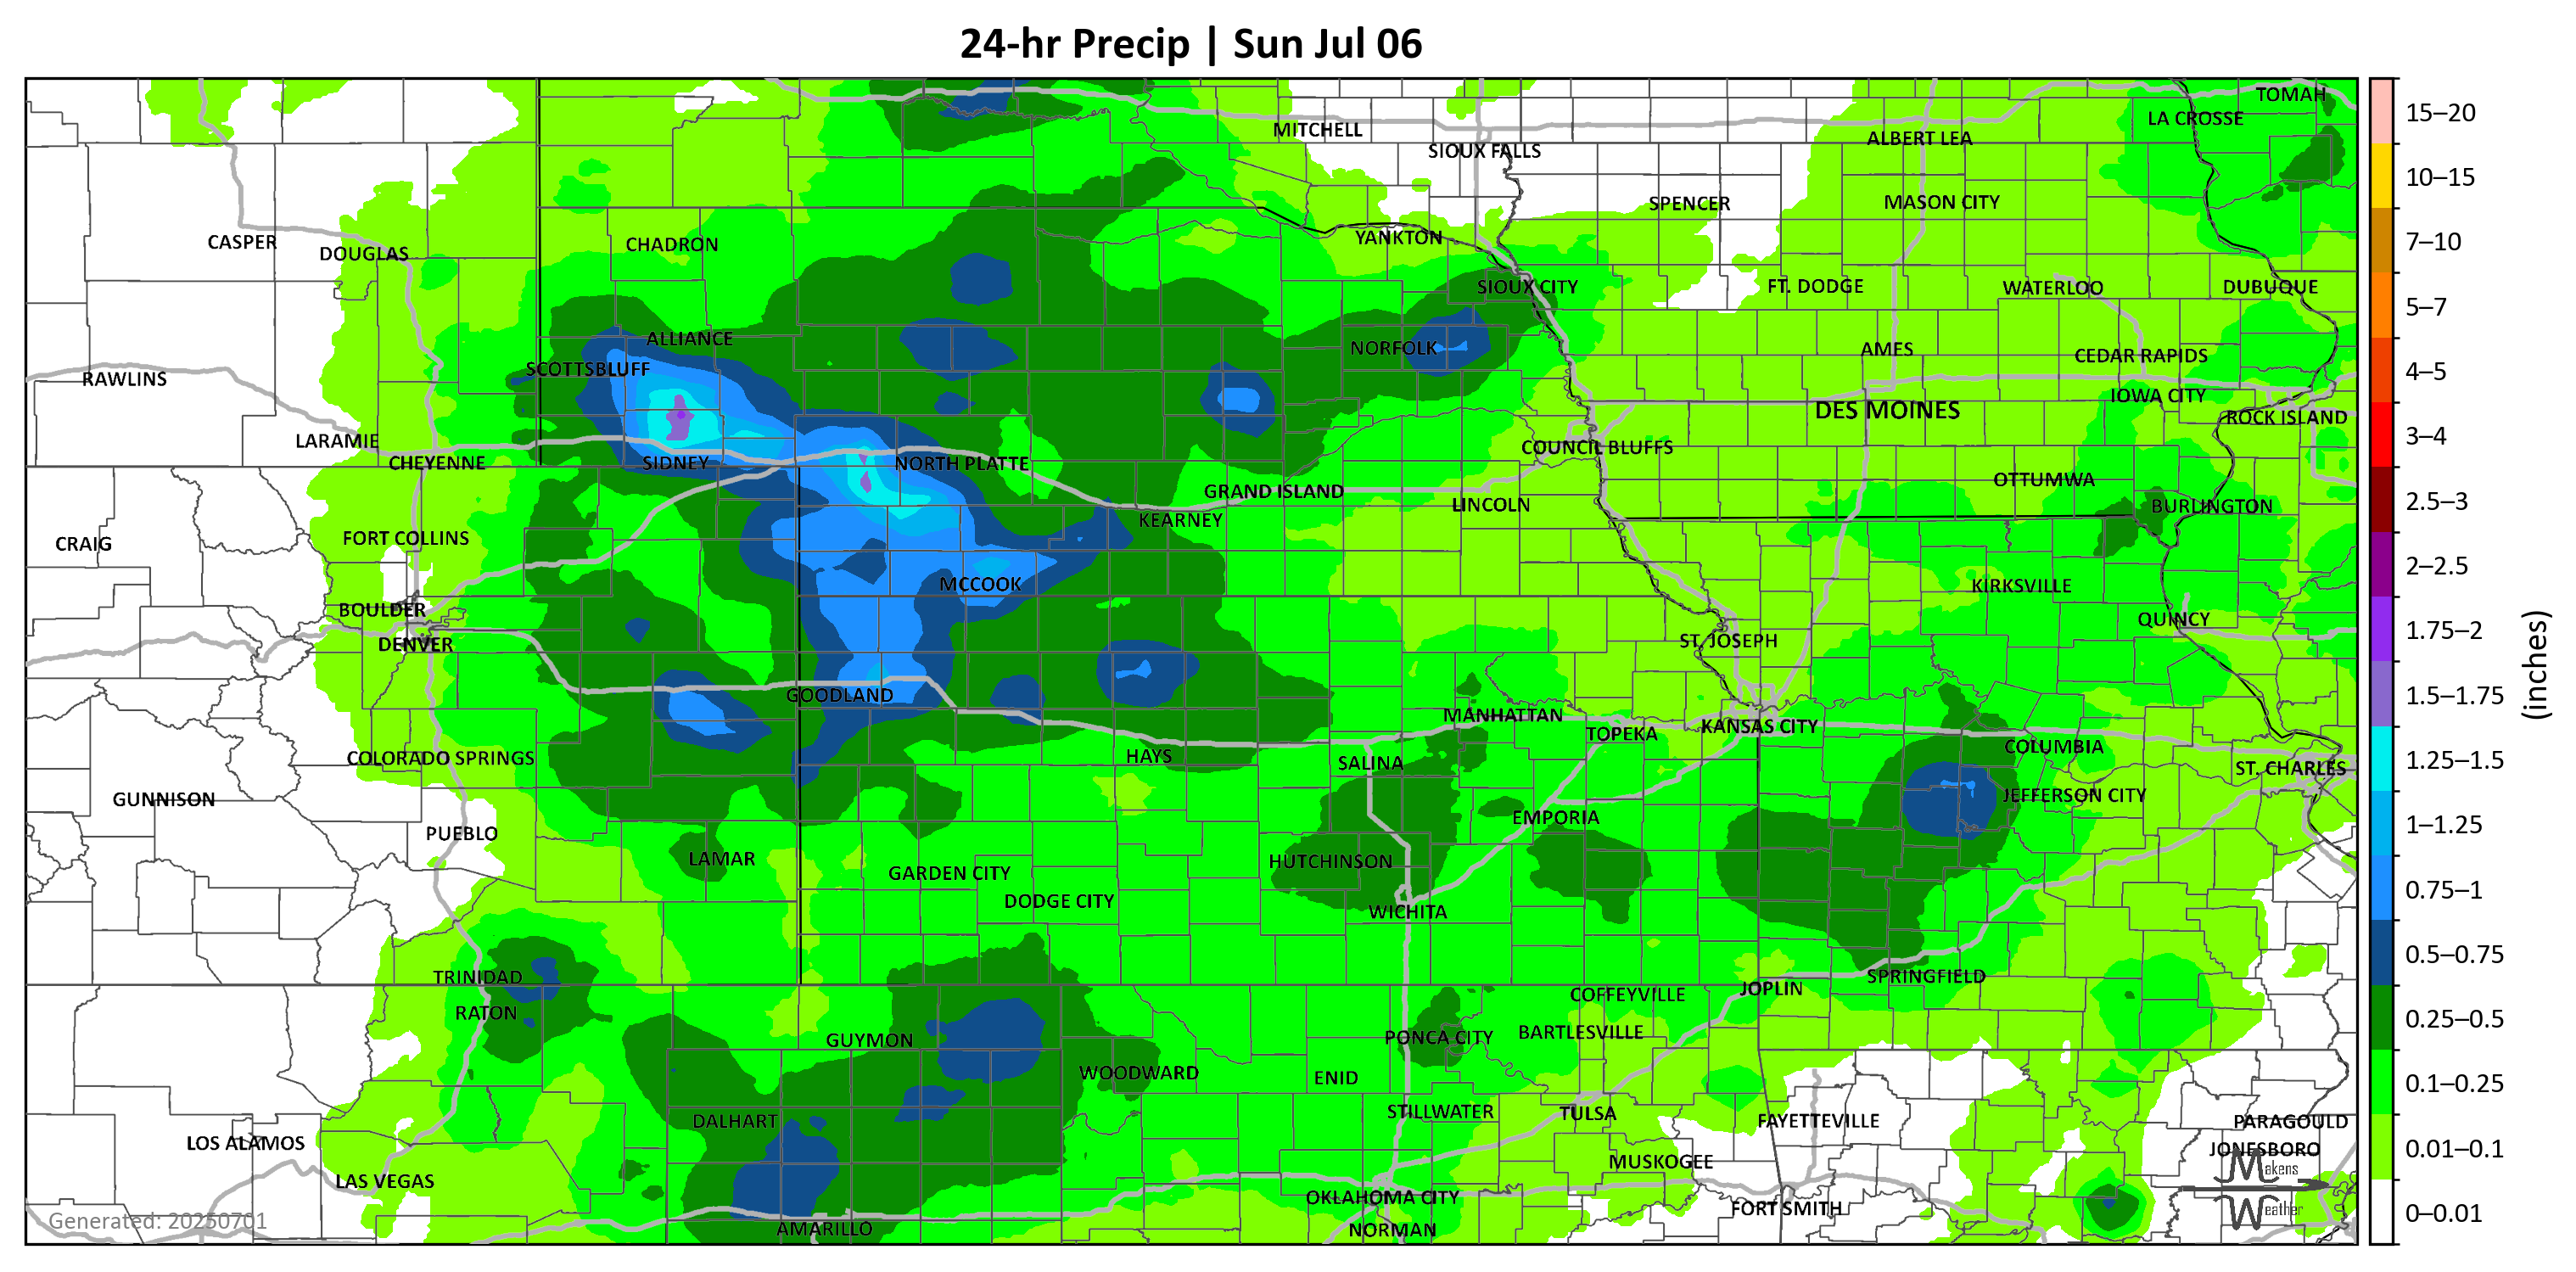 24-hr Precip | Sun Jul 06
TOMAH
LA CROSSE
MITCHELL
ALBERT LEA
SIOUX FALLS
SPENCER
MASON CITY
CASPER
DOUGLAS
CHADRON
YANKTON
SIOUX CITY
FT. DODGE
WATERLOO
DUBUQUE
ALLIANCE
NORFOLK
AMES
CEDAR RAPIDS
SCOTTSBLUFF
RAWLINS
IOWA CITY
DES MOINES
ROCK ISLAND
LARAMIE
COUNCIL BLUFFS
CHEYENNE
SIDNEY
NORTH PLATTE
OTTUMWA
GRAND ISLAND
LINCOLN
BURLINGTON
KEARNEY
CRAIG
FORT COLLINS
MCCOOK
KIRKSVILLE
BOULDER
QUINCY
DENVER
ST. JOSEPH
GOODLAND
MANHATTAN
KANSAS CITY
TOPEKA
COLUMBIA
COLORADO SPRINGS
HAYS
SALINA
ST. CHARLES
GUNNISON
JEFFERSON CITY
EMPORIA
PUEBLO
LAMAR
HUTCHINSON
GARDEN CITY
DODGE CITY
WICHITA
TRINIDAD
SPRINGFIELD
JOPLIN
COFFEYVILLE
RATON
GUYMON
PONCA CITY
BARTLESVILLE
WOODWARD
ENID
STILLWATER
TULSA
DALHART
FAYETTEVILLE
PARAGOULD
LOS ALAMOS
JONESBORO
MUSKOGEE
LAS VEGAS
OKLAHOMA CITY
FORT SMITH
AMARILLO
NORMAN
Generated: 20250701
Makens
Weather
15–20
10–15
7–10
5–7
4–5
3–4
2.5–3
2–2.5
1.75–2
1.5–1.75
1.25–1.5
1–1.25
0.75–1
0.5–0.75
0.25–0.5
0.1–0.25
0.01–0.1
0–0.01
(inches)